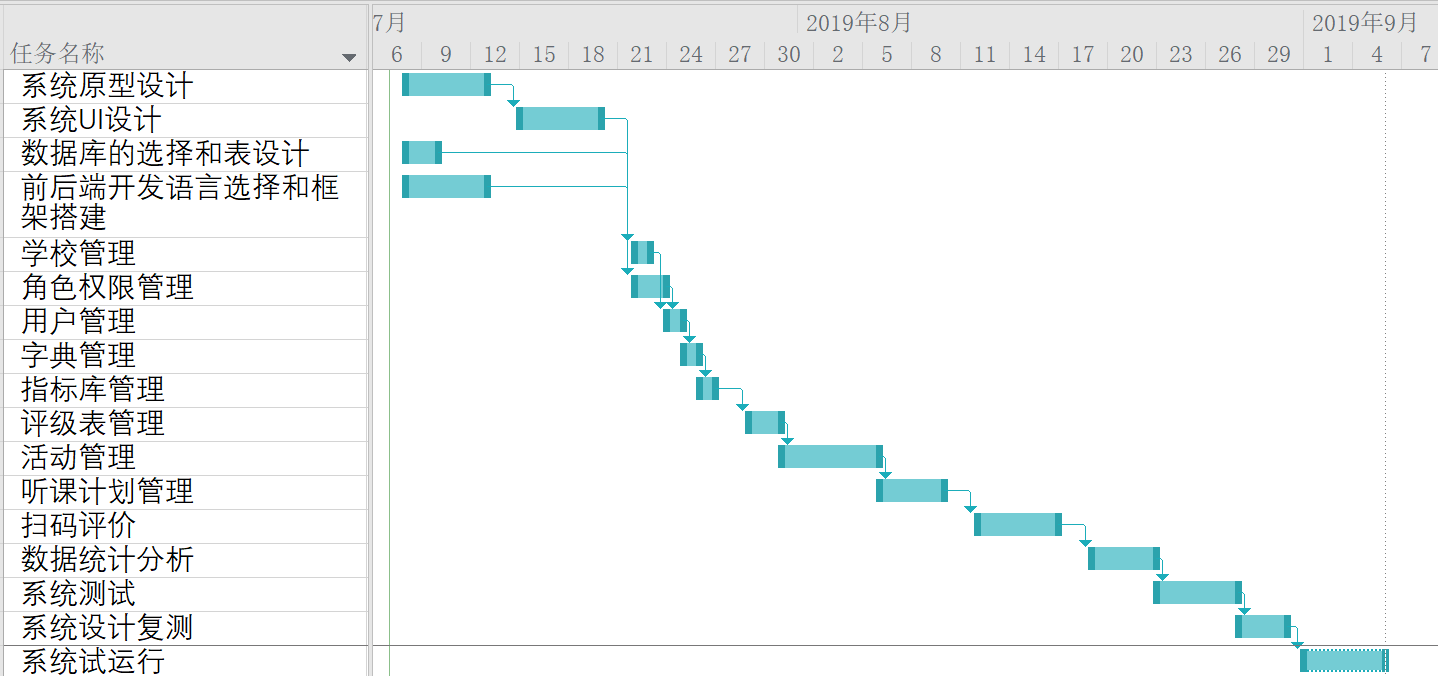 7月 2019年8月 2019年9月
任务名称 6 9 12 15 18 21 24 27 30 2 5 8 11 14 17 20 23 26 29 1 4 7
系统原型设计
系统UI设计
数据库的选择和表设计
前后端开发语言选择和框
架搭建
学校管理
角色权限管理
用户管理
字典管理
指标库管理
评级表管理
活动管理
听课计划管理
扫码评价
数据统计分析
系统测试
系统设计复测
系统试运行